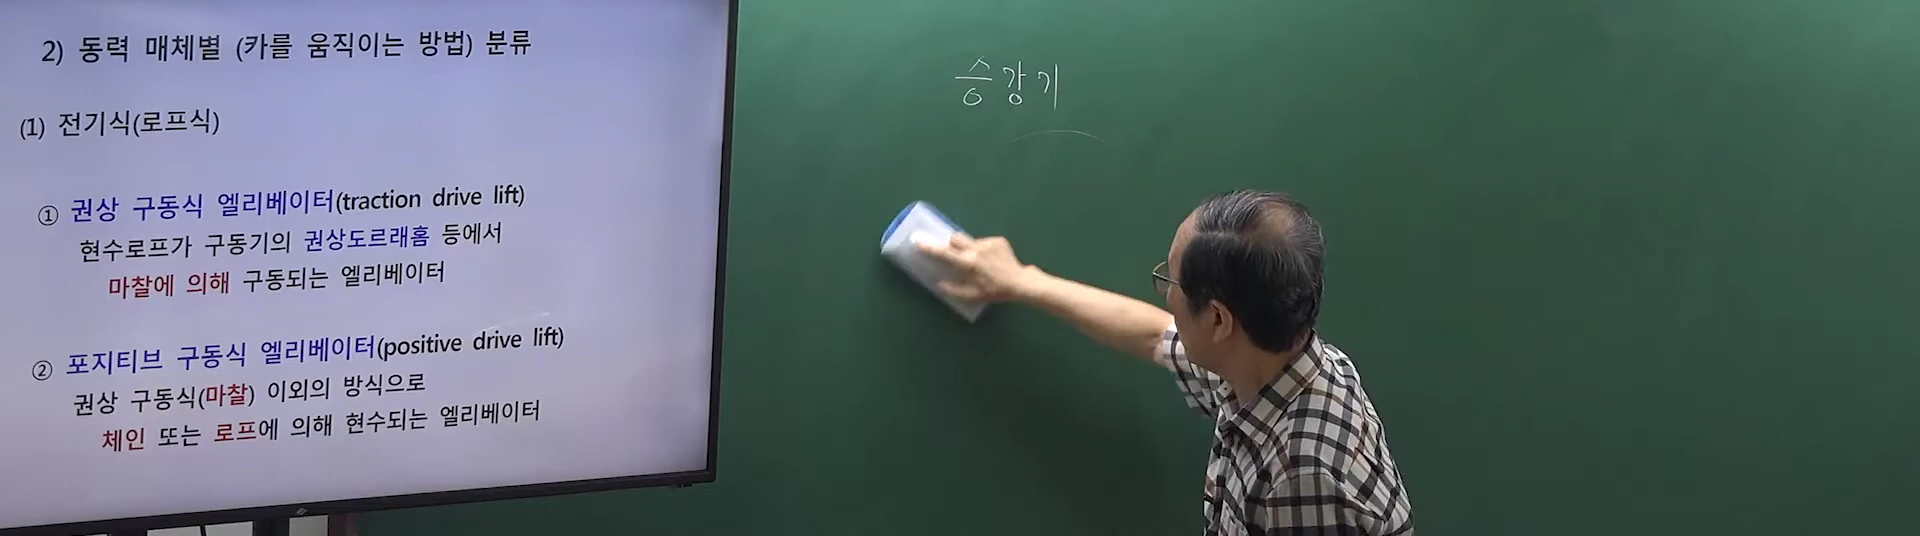 2) 동력 매체별 (카를 움직이는 방법) 분류
(1) 전기식(로프식)
① 권상 구동식 엘리베이터(traction drive lift)
현수로프가 구동기의 권상도르래홈 등에서
마찰에 의해 구동되는 엘리베이터
② 포지티브 구동식 엘리베이터(positive drive lift)
권상 구동식(마찰) 이외의 방식으로
체인 또는 로프에 의해 현수되는 엘리베이터
승강기